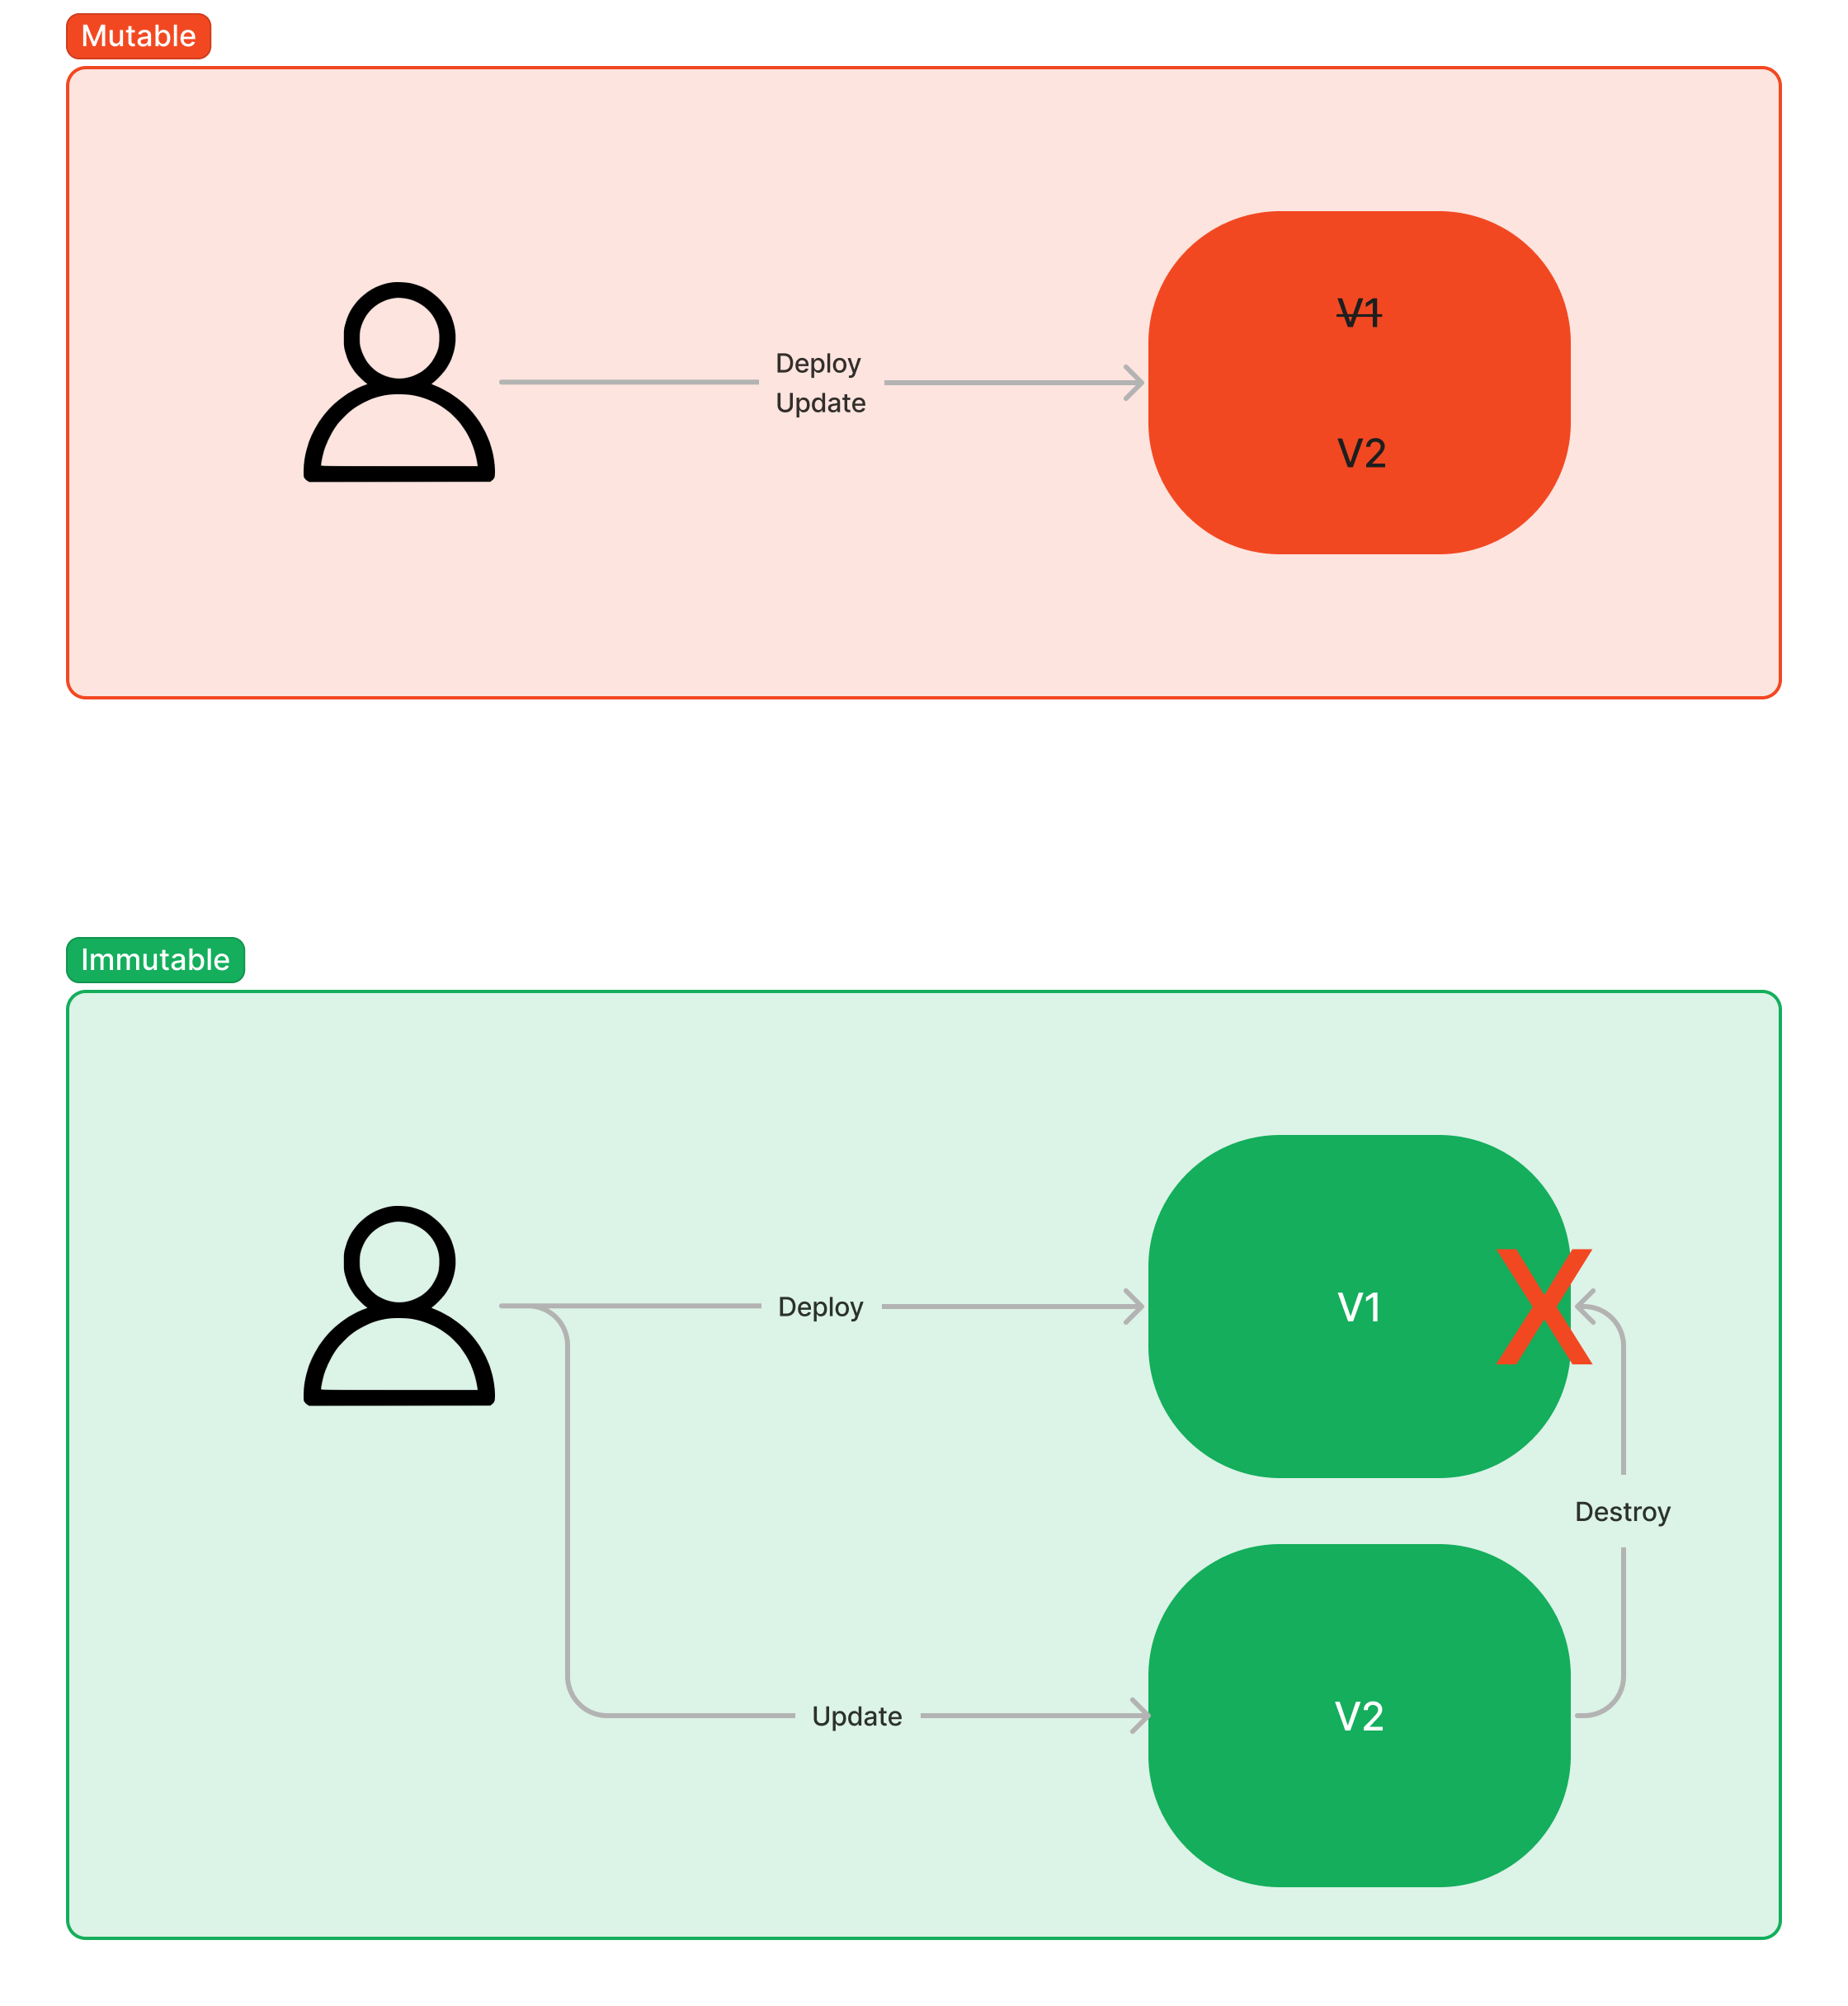 Mutable
Deploy
Update
V1
V2
Immutable
Deploy
V1
X
Destroy
Update
V2